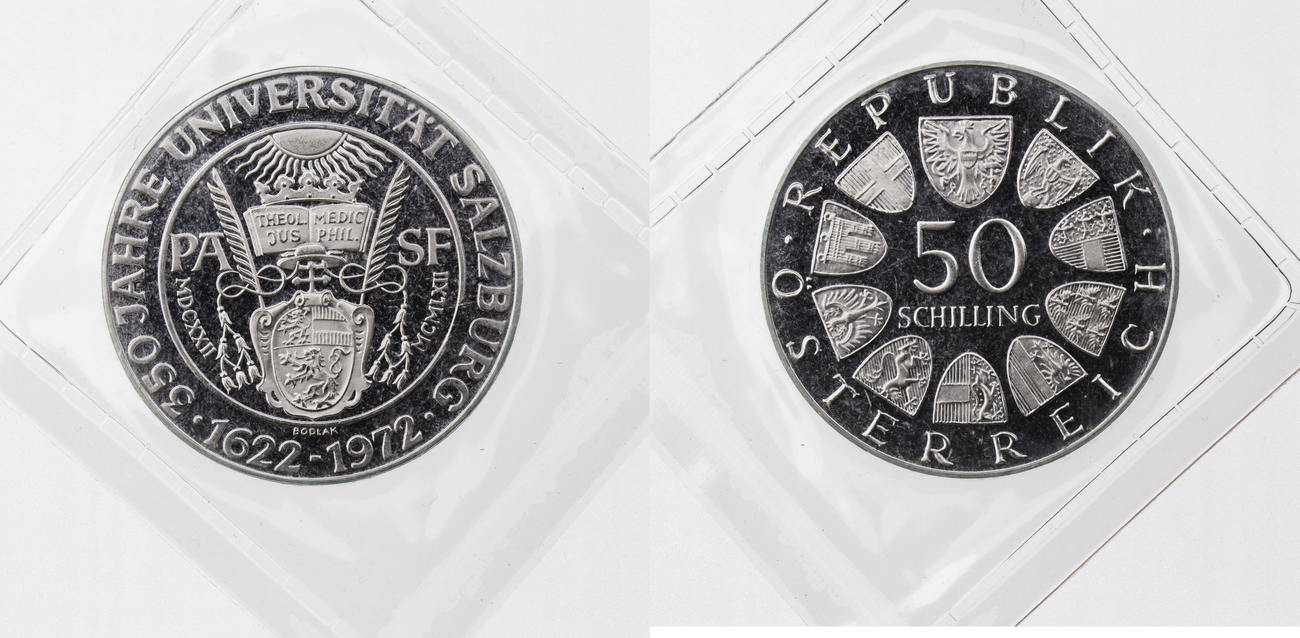 350 JAHRE UNIVERSITÄT SALZBURG · 1622-1972 ·
THEOL. MEDIC
JUS PHIL.
PA SF
MDCXXII MCMLXXII
BODLAK
· REPUBLIK · ÖSTERREICH
50
SCHILLING